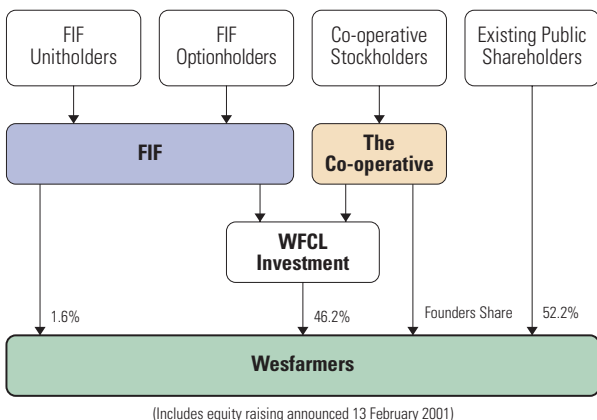 FIF
Unitholders
FIF
Optionholders
Co-operative
Stockholders
Existing Public
Shareholders
FIF
The
Co-operative
WFCL
Investment
1.6%
46.2%
Founders Share
52.2%
Wesfarmers
(Includes equity raising announced 13 February 2001)